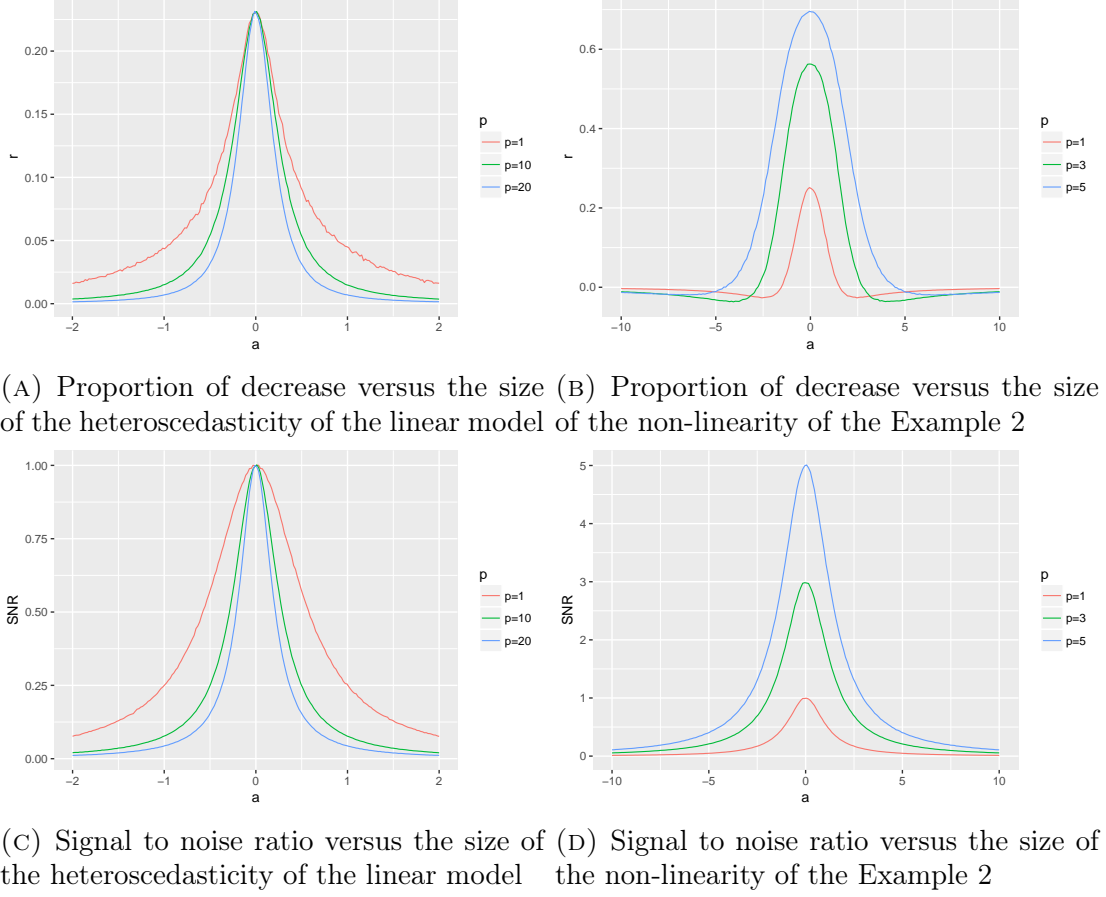 0.20
0.15
0.10
0.05
0.00
r
−2
−1
0
1
2
a
p
p=1
p=10
p=20
0.6
0.4
0.2
0.0
r
−10
−5
0
5
10
a
p
p=1
p=3
p=5
(A) Proportion of decrease versus the size
of the heteroscedasticity of the linear model
(B) Proportion of decrease versus the size
of the non-linearity of the Example 2
1.00
0.75
0.50
0.25
0.00
SNR
−2
−1
0
1
2
a
p
p=1
p=10
p=20
5
4
3
2
1
0
SNR
−10
−5
0
5
10
a
p
p=1
p=3
p=5
(C) Signal to noise ratio versus the size of
the heteroscedasticity of the linear model
(D) Signal to noise ratio versus the size of
the non-linearity of the Example 2